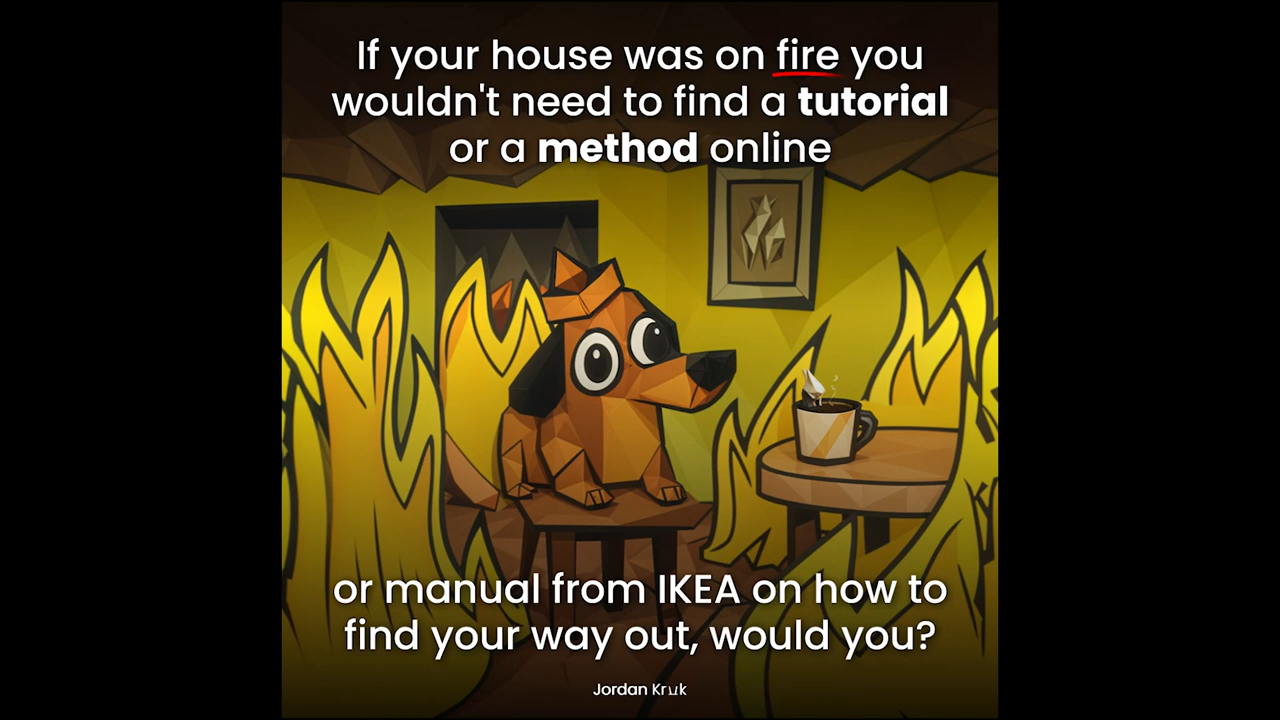 If your house was on fire you
wouldn't need to find a tutorial
or a method online
or manual from IKEA on how to
find your way out, would you?
Jordan Kruk